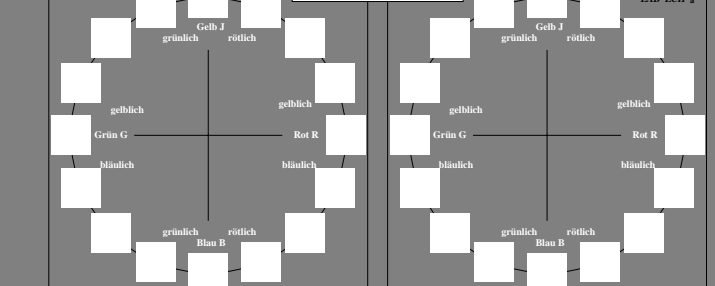 Gelb J
grünlich rötlich
gelblich gelblich
Grün G Rot R
bläulich bläulich
grünlich rötlich
Blau B
Gelb J
grünlich rötlich
gelblich gelblich
Grün G Rot R
bläulich bläulich
grünlich rötlich
Blau B